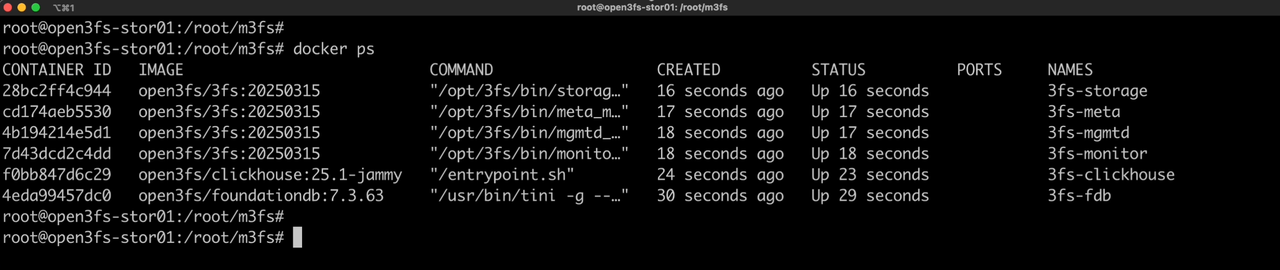 ⌥⌘1 root@open3fs-stor01: /root/m3fs
root@open3fs-stor01:/root/m3fs#
root@open3fs-stor01:/root/m3fs# docker ps
CONTAINER ID   IMAGE                           COMMAND                  CREATED          STATUS          PORTS     NAMES
28bc2ff4c944   open3fs/3fs:20250315            "/opt/3fs/bin/storag…"   16 seconds ago   Up 16 seconds             3fs-storage
cd174aeb5530   open3fs/3fs:20250315            "/opt/3fs/bin/meta_m…"   17 seconds ago   Up 17 seconds             3fs-meta
4b194214e5d1   open3fs/3fs:20250315            "/opt/3fs/bin/mgmtd_…"   18 seconds ago   Up 17 seconds             3fs-mgmtd
7d43dcd2c4dd   open3fs/3fs:20250315            "/opt/3fs/bin/monito…"   18 seconds ago   Up 18 seconds             3fs-monitor
f0bb847d6c29   open3fs/clickhouse:25.1-jammy   "/entrypoint.sh"         24 seconds ago   Up 23 seconds             3fs-clickhouse
4eda99457dc0   open3fs/foundationdb:7.3.63     "/usr/bin/tini -g --…"   30 seconds ago   Up 29 seconds             3fs-fdb
root@open3fs-stor01:/root/m3fs#
root@open3fs-stor01:/root/m3fs#